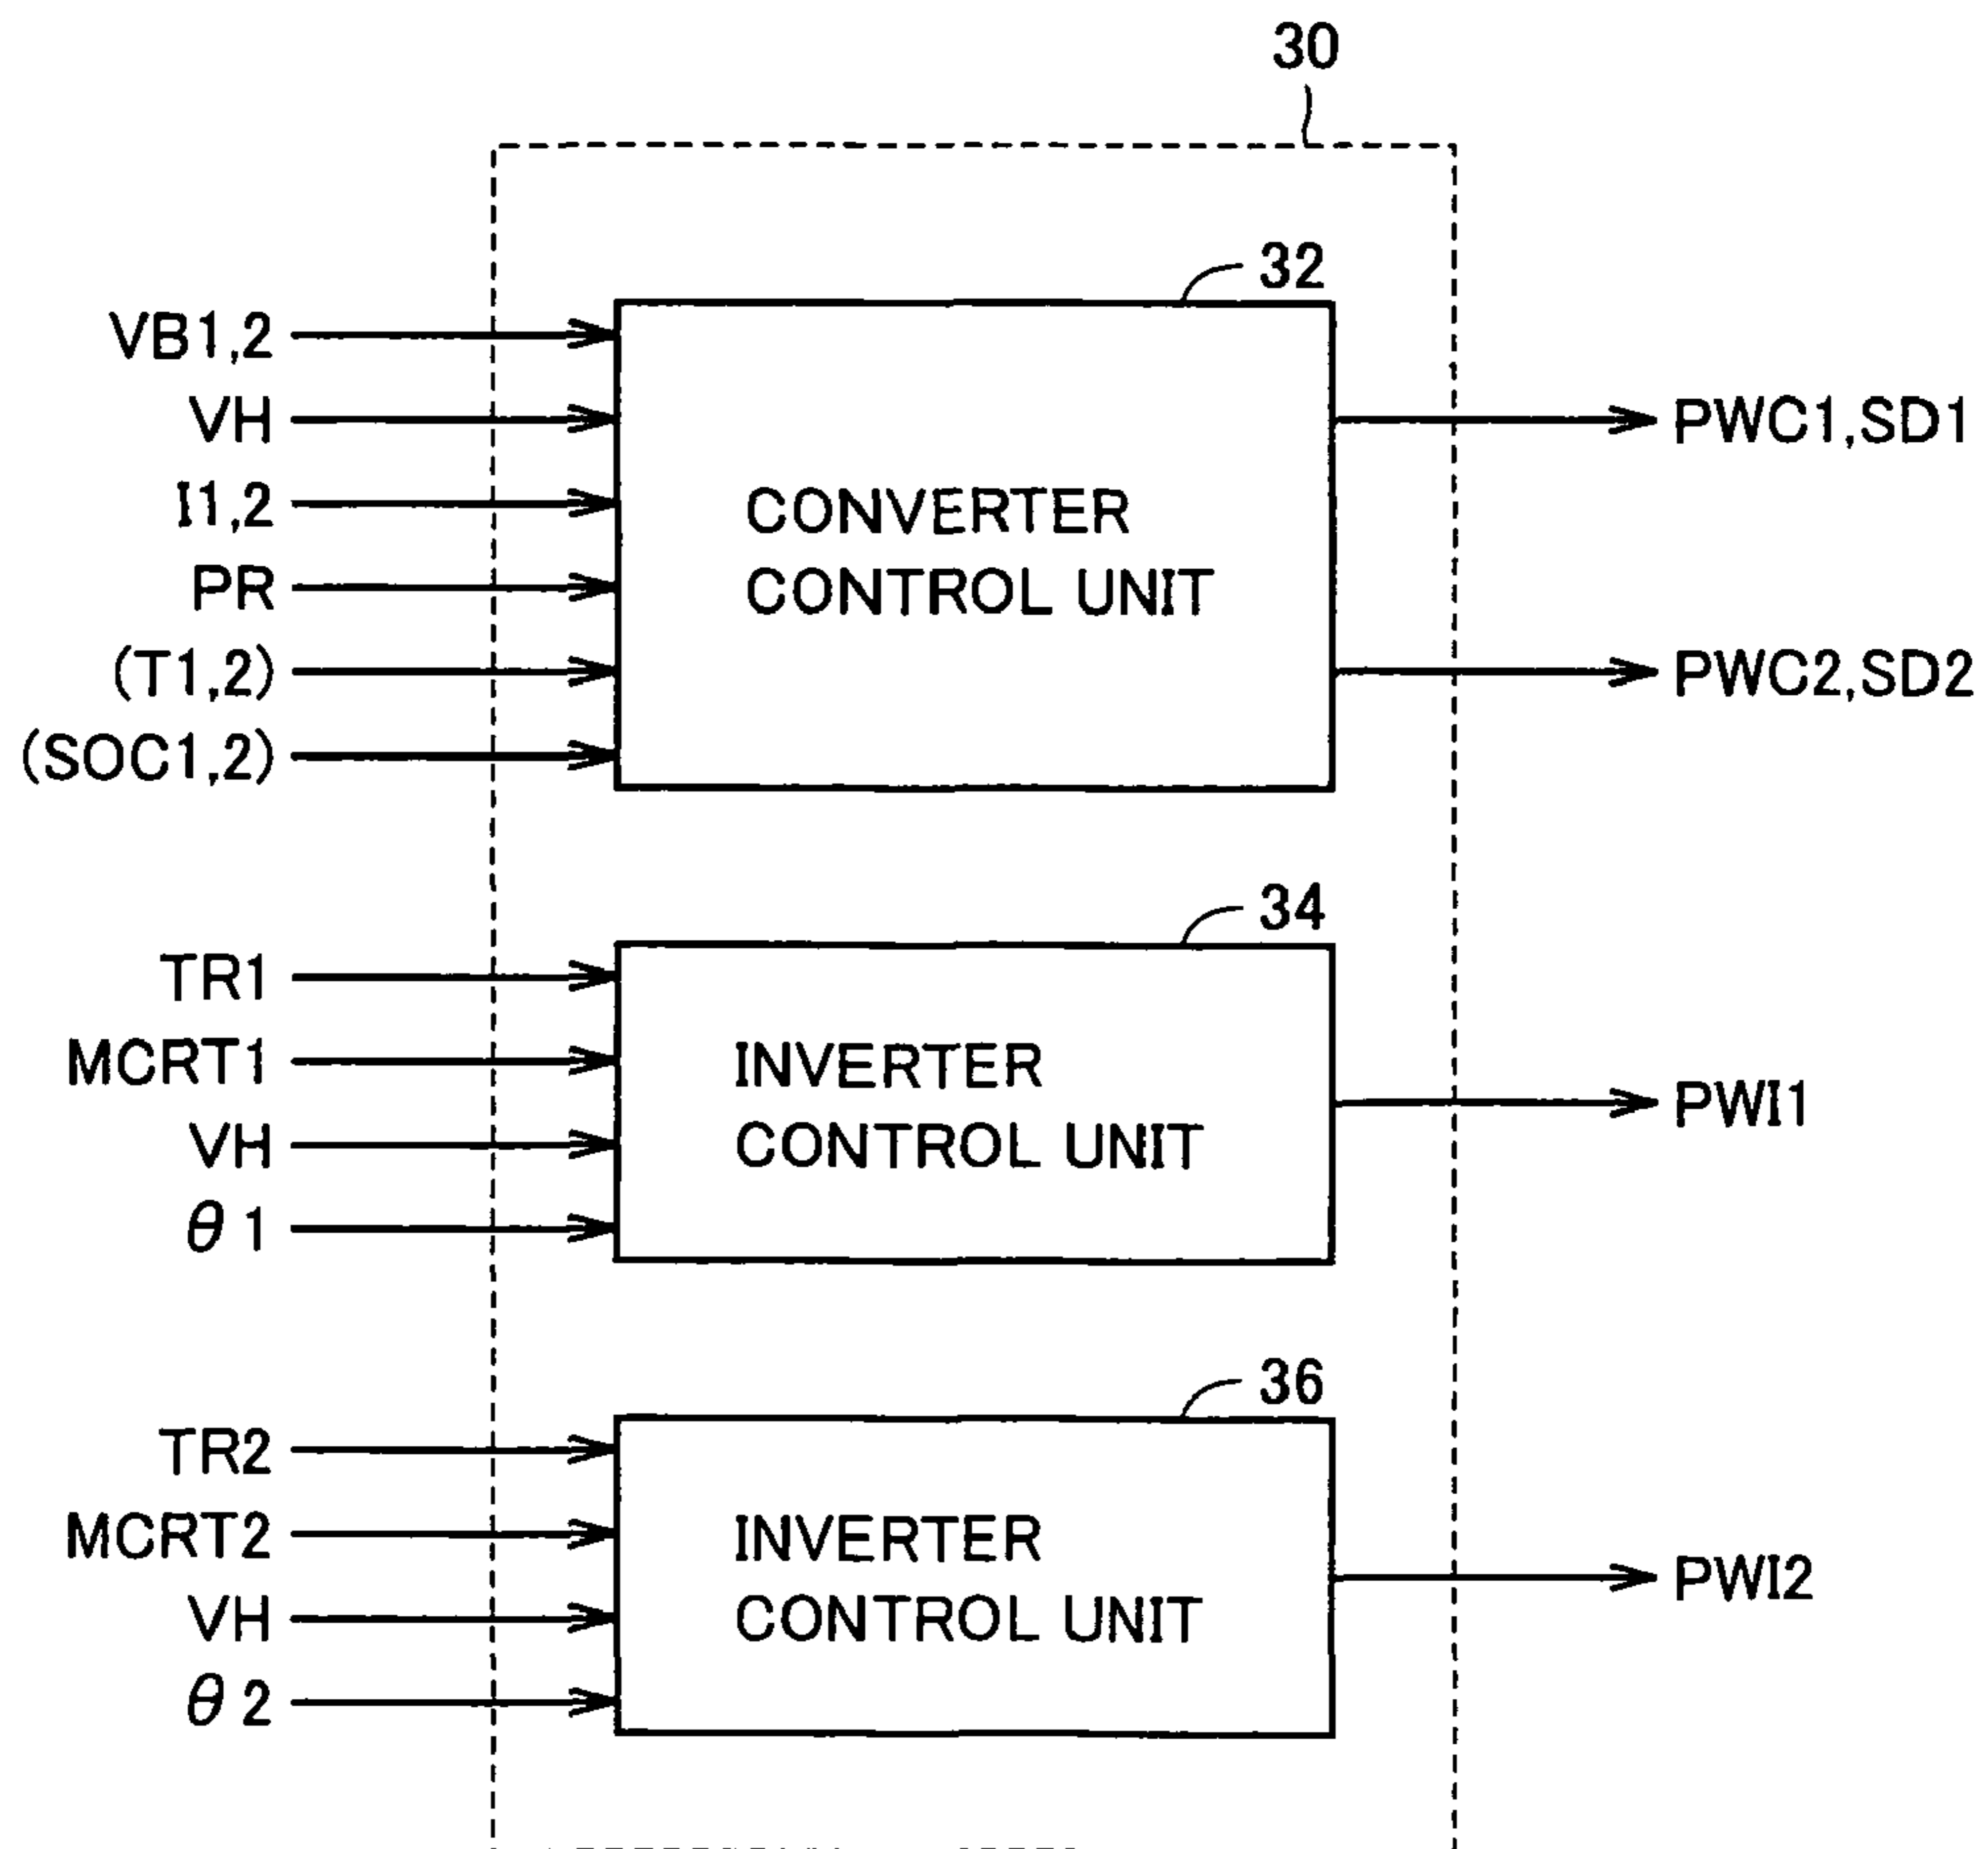 30
32
VB1,2
VH
I1,2
PR
(T1,2)
(SOC1,2)
CONVERTER
CONTROL UNIT
PWC1,SD1
PWC2,SD2
34
TR1
MCRT1
VH
θ1
INVERTER
CONTROL UNIT
PWI1
36
TR2
MCRT2
VH
θ2
INVERTER
CONTROL UNIT
PWI2